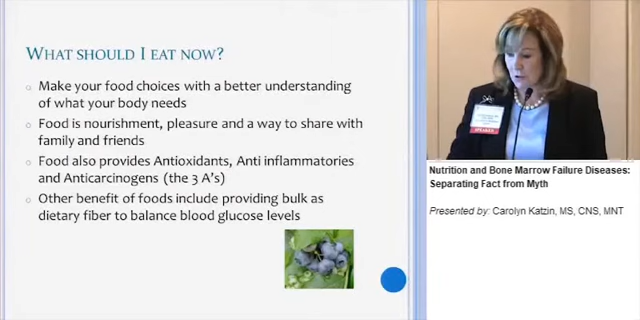 WHAT SHOULD I EAT NOW?
Make your food choices with a better understanding
of what your body needs
Food is nourishment, pleasure and a way to share with
family and friends
Food also provides Antioxidants, Anti inflammatories
and Anticarcinogens (the 3 A's)
Other benefit of foods include providing bulk as
dietary fiber to balance blood glucose levels
SPEAKER
Nutrition and Bone Marrow Failure Diseases:
Separating Fact from Myth
Presented by: Carolyn Katzin, MS, CNS, MNT